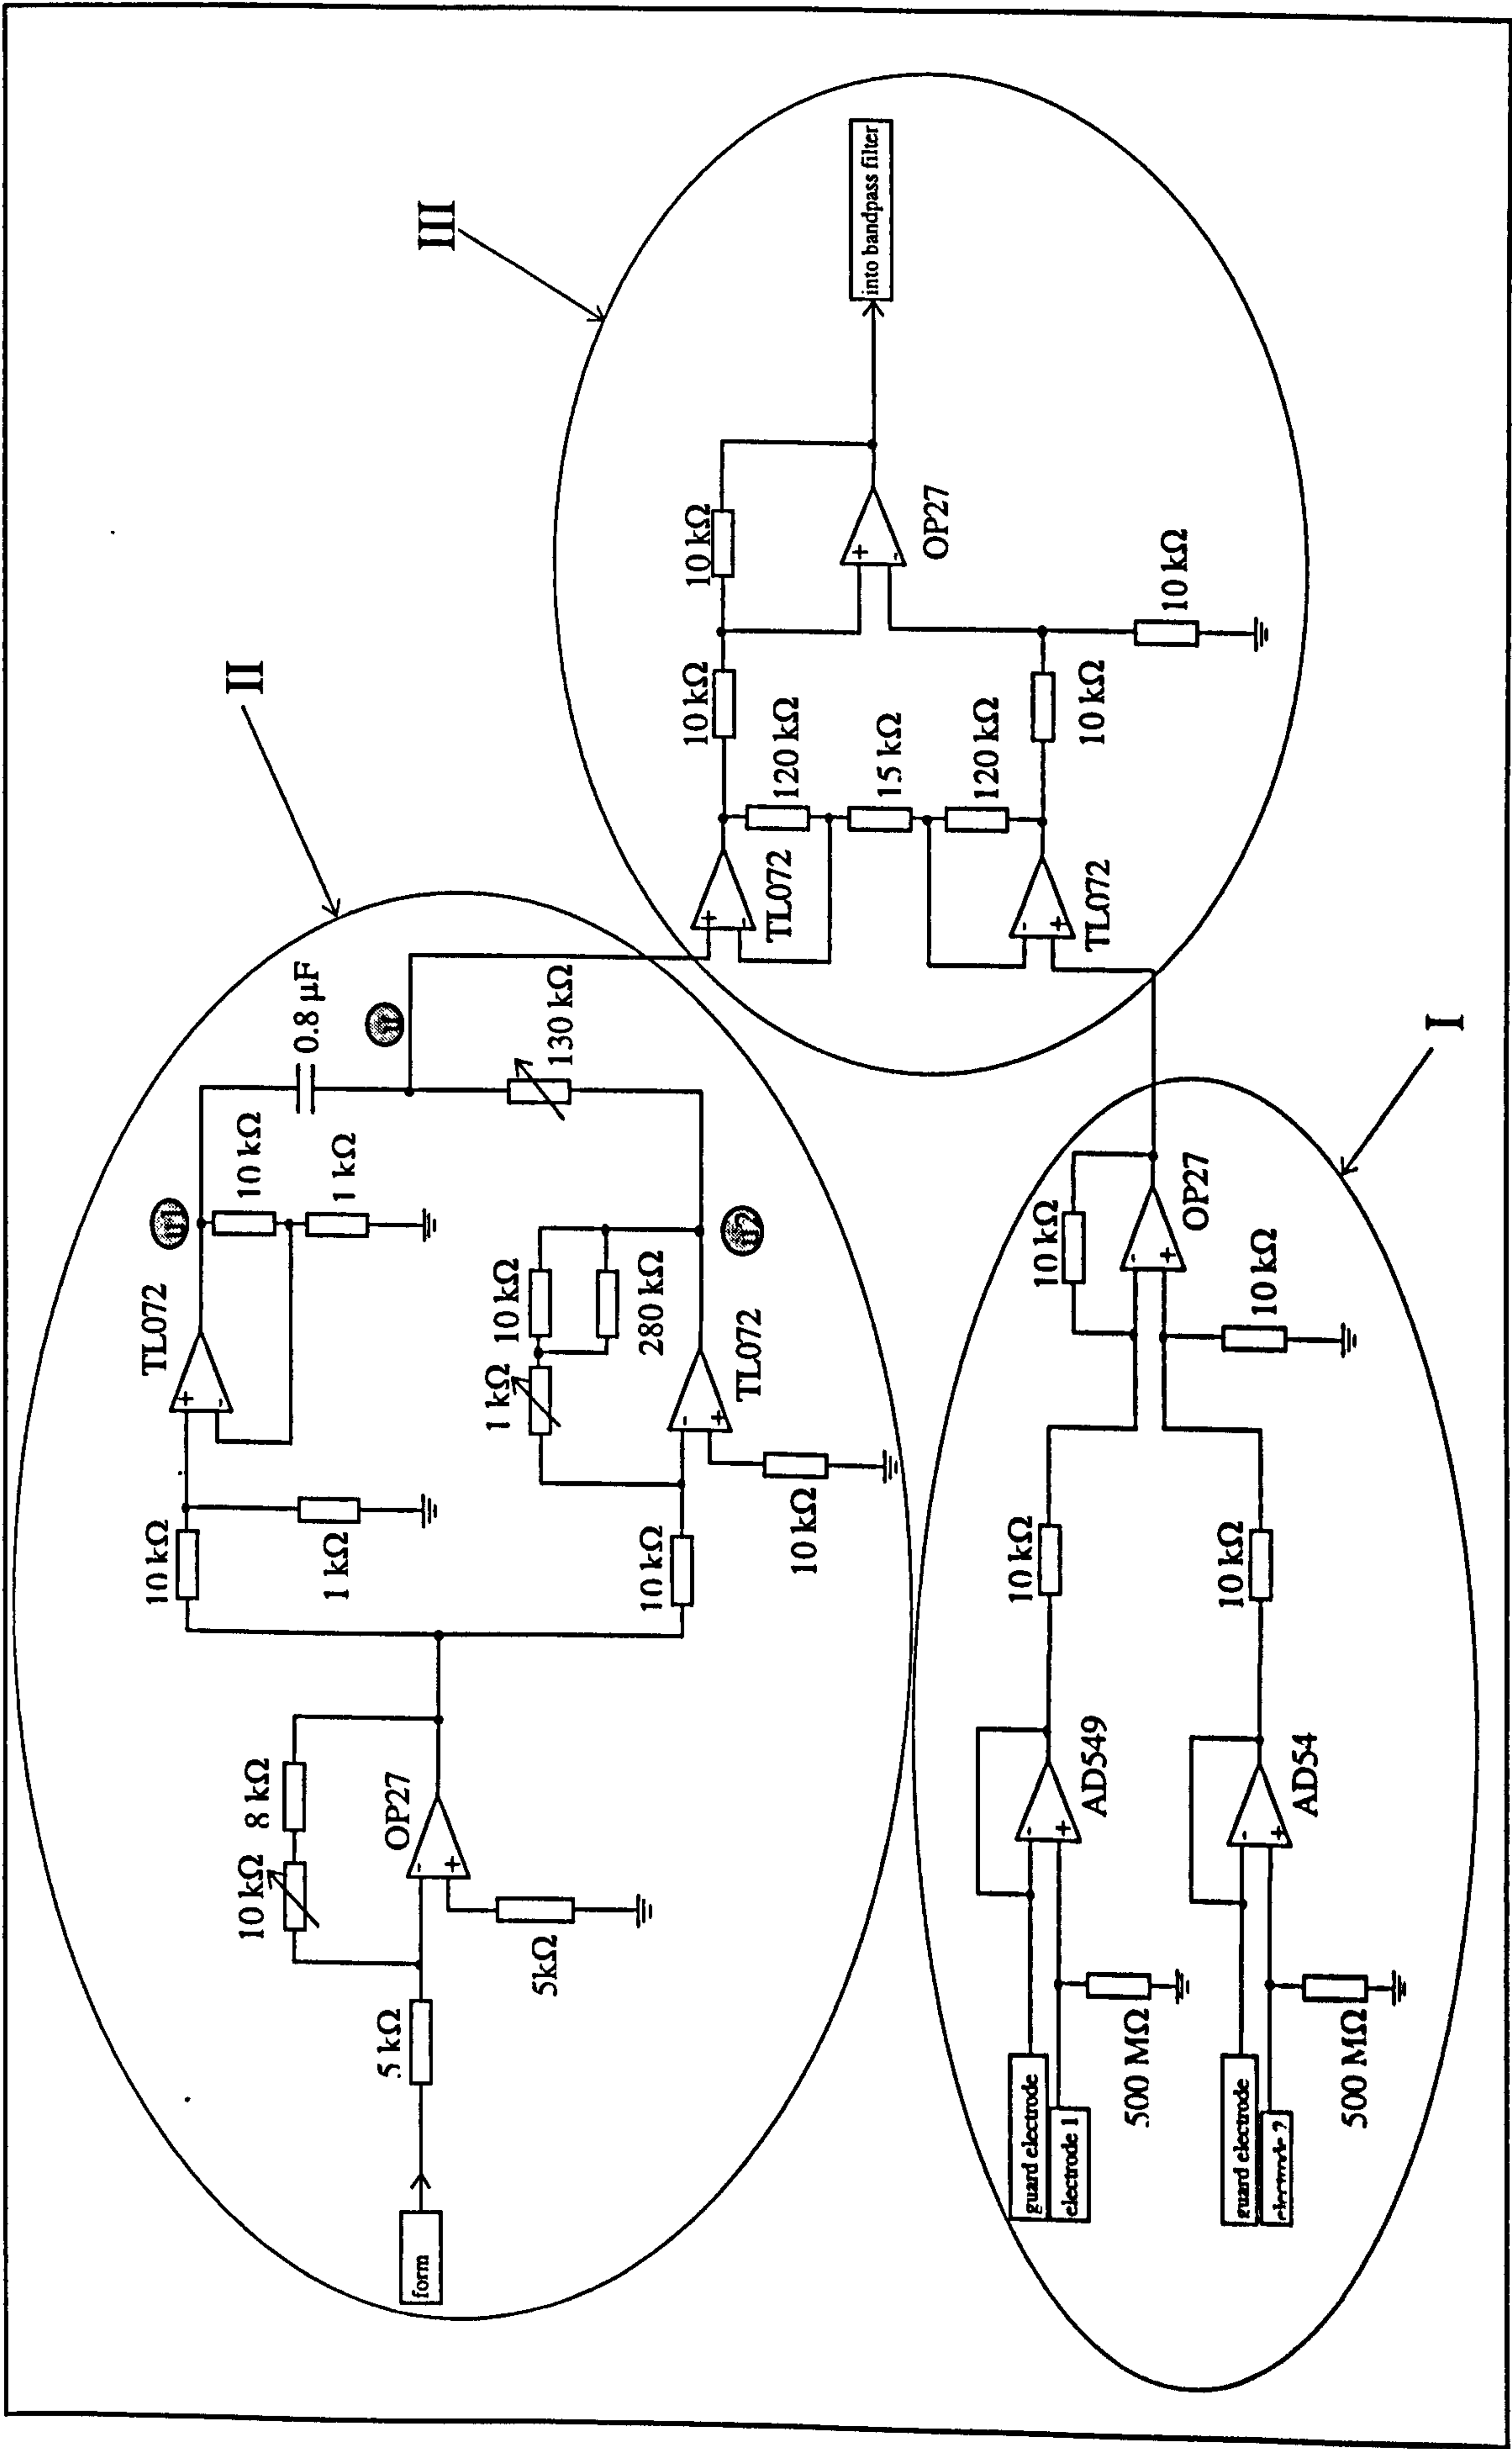 II
III
I
form
5 kΩ
10 kΩ
8 kΩ
-
+
OP27
5kΩ
10 kΩ
1 kΩ
+
-
TL072
10 kΩ
1 kΩ
0.8 μF
10 kΩ
1 kΩ
10 kΩ
280 kΩ
-
+
TL072
10 kΩ
130 kΩ
+
-
TL072
120 kΩ
15 kΩ
120 kΩ
-
+
TL072
10 kΩ
10 kΩ
10 kΩ
+
-
OP27
10 kΩ
into bandpass filter
guard electrode
electrode 1
500 MΩ
-
+
AD549
10 kΩ
guard electrode
500 MΩ
-
+
AD54
10 kΩ
10 kΩ
-
+
OP27
10 kΩ